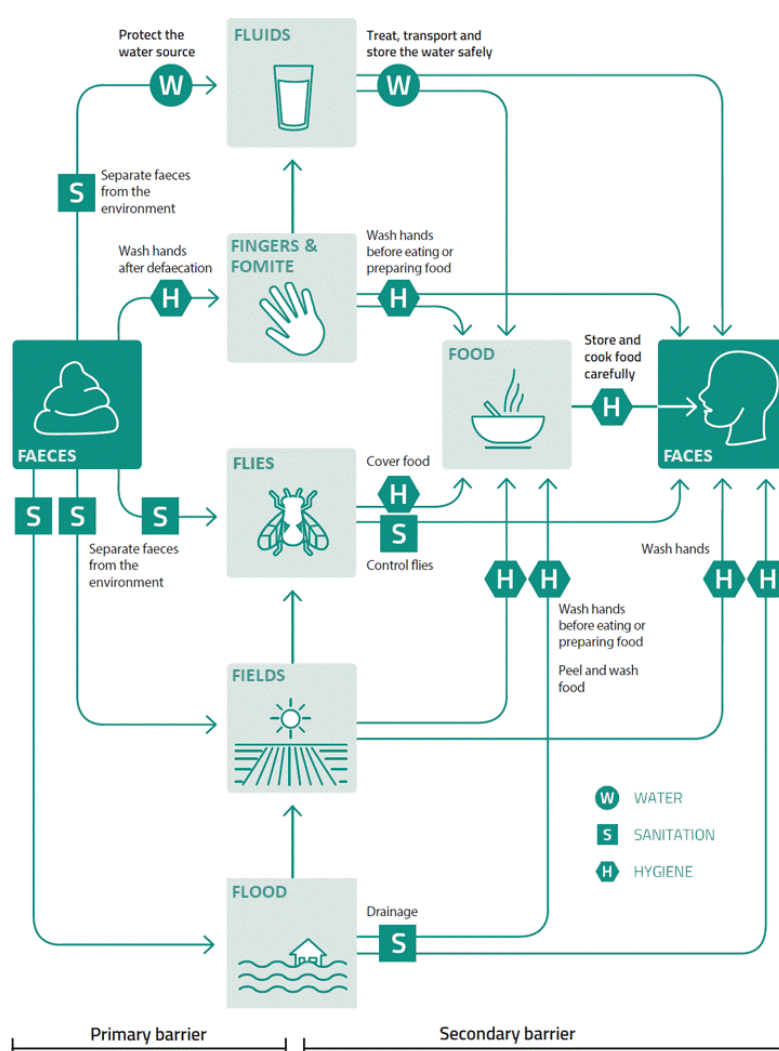 Protect the
water source
W
FLUIDS
Treat, transport and
store the water safely
W
S
Separate faeces
from the
environment
Wash hands
after defaecation
H
FINGERS &
FOMITE
Wash hands
before eating or
preparing food
H
FAECES
FOOD
Store and
cook food
carefully
H
FACES
S
S
S
Separate faeces
from the
environment
FLIES
Cover food
H
S
Control flies
H
H
Wash hands
before eating or
preparing food
Peel and wash
food
Wash hands
H
H
FIELDS
W WATER
S SANITATION
H HYGIENE
FLOOD
Drainage
S
Primary barrier
Secondary barrier